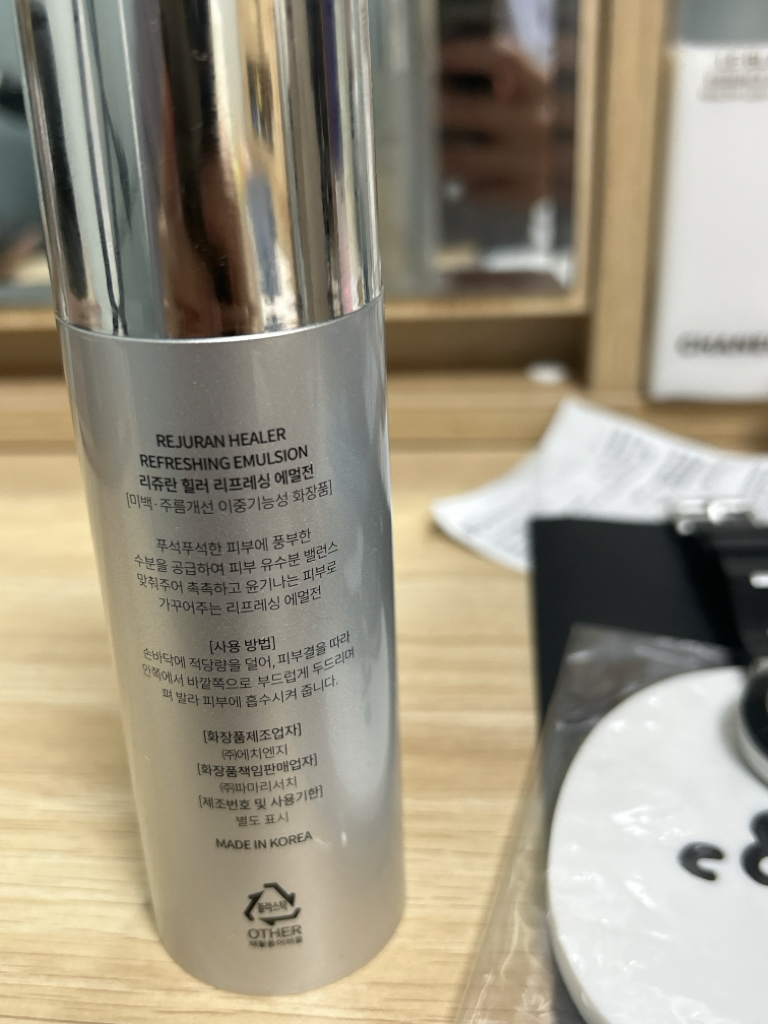 REJURAN HEALER
REFRESHING EMULSION
리쥬란 힐러 리프레싱 에멀전
[미백·주름개선 이중기능성 화장품]
푸석푸석한 피부에 풍부한
수분을 공급하여 피부 유수분 밸런스
맞춰주어 촉촉하고 윤기나는 피부로
가꾸어주는 리프레싱 에멀전
[사용 방법]
손바닥에 적당량을 덜어, 피부결을 따라
안쪽에서 바깥쪽으로 부드럽게 두드리며
펴 발라 피부에 흡수시켜 줍니다.
[화장품제조업자]
㈜에치엔지
[화장품책임판매업자]
㈜파마리서치
[제조번호 및 사용기한]
별도 표시
MADE IN KOREA
플라스틱
OTHER
CHANEL